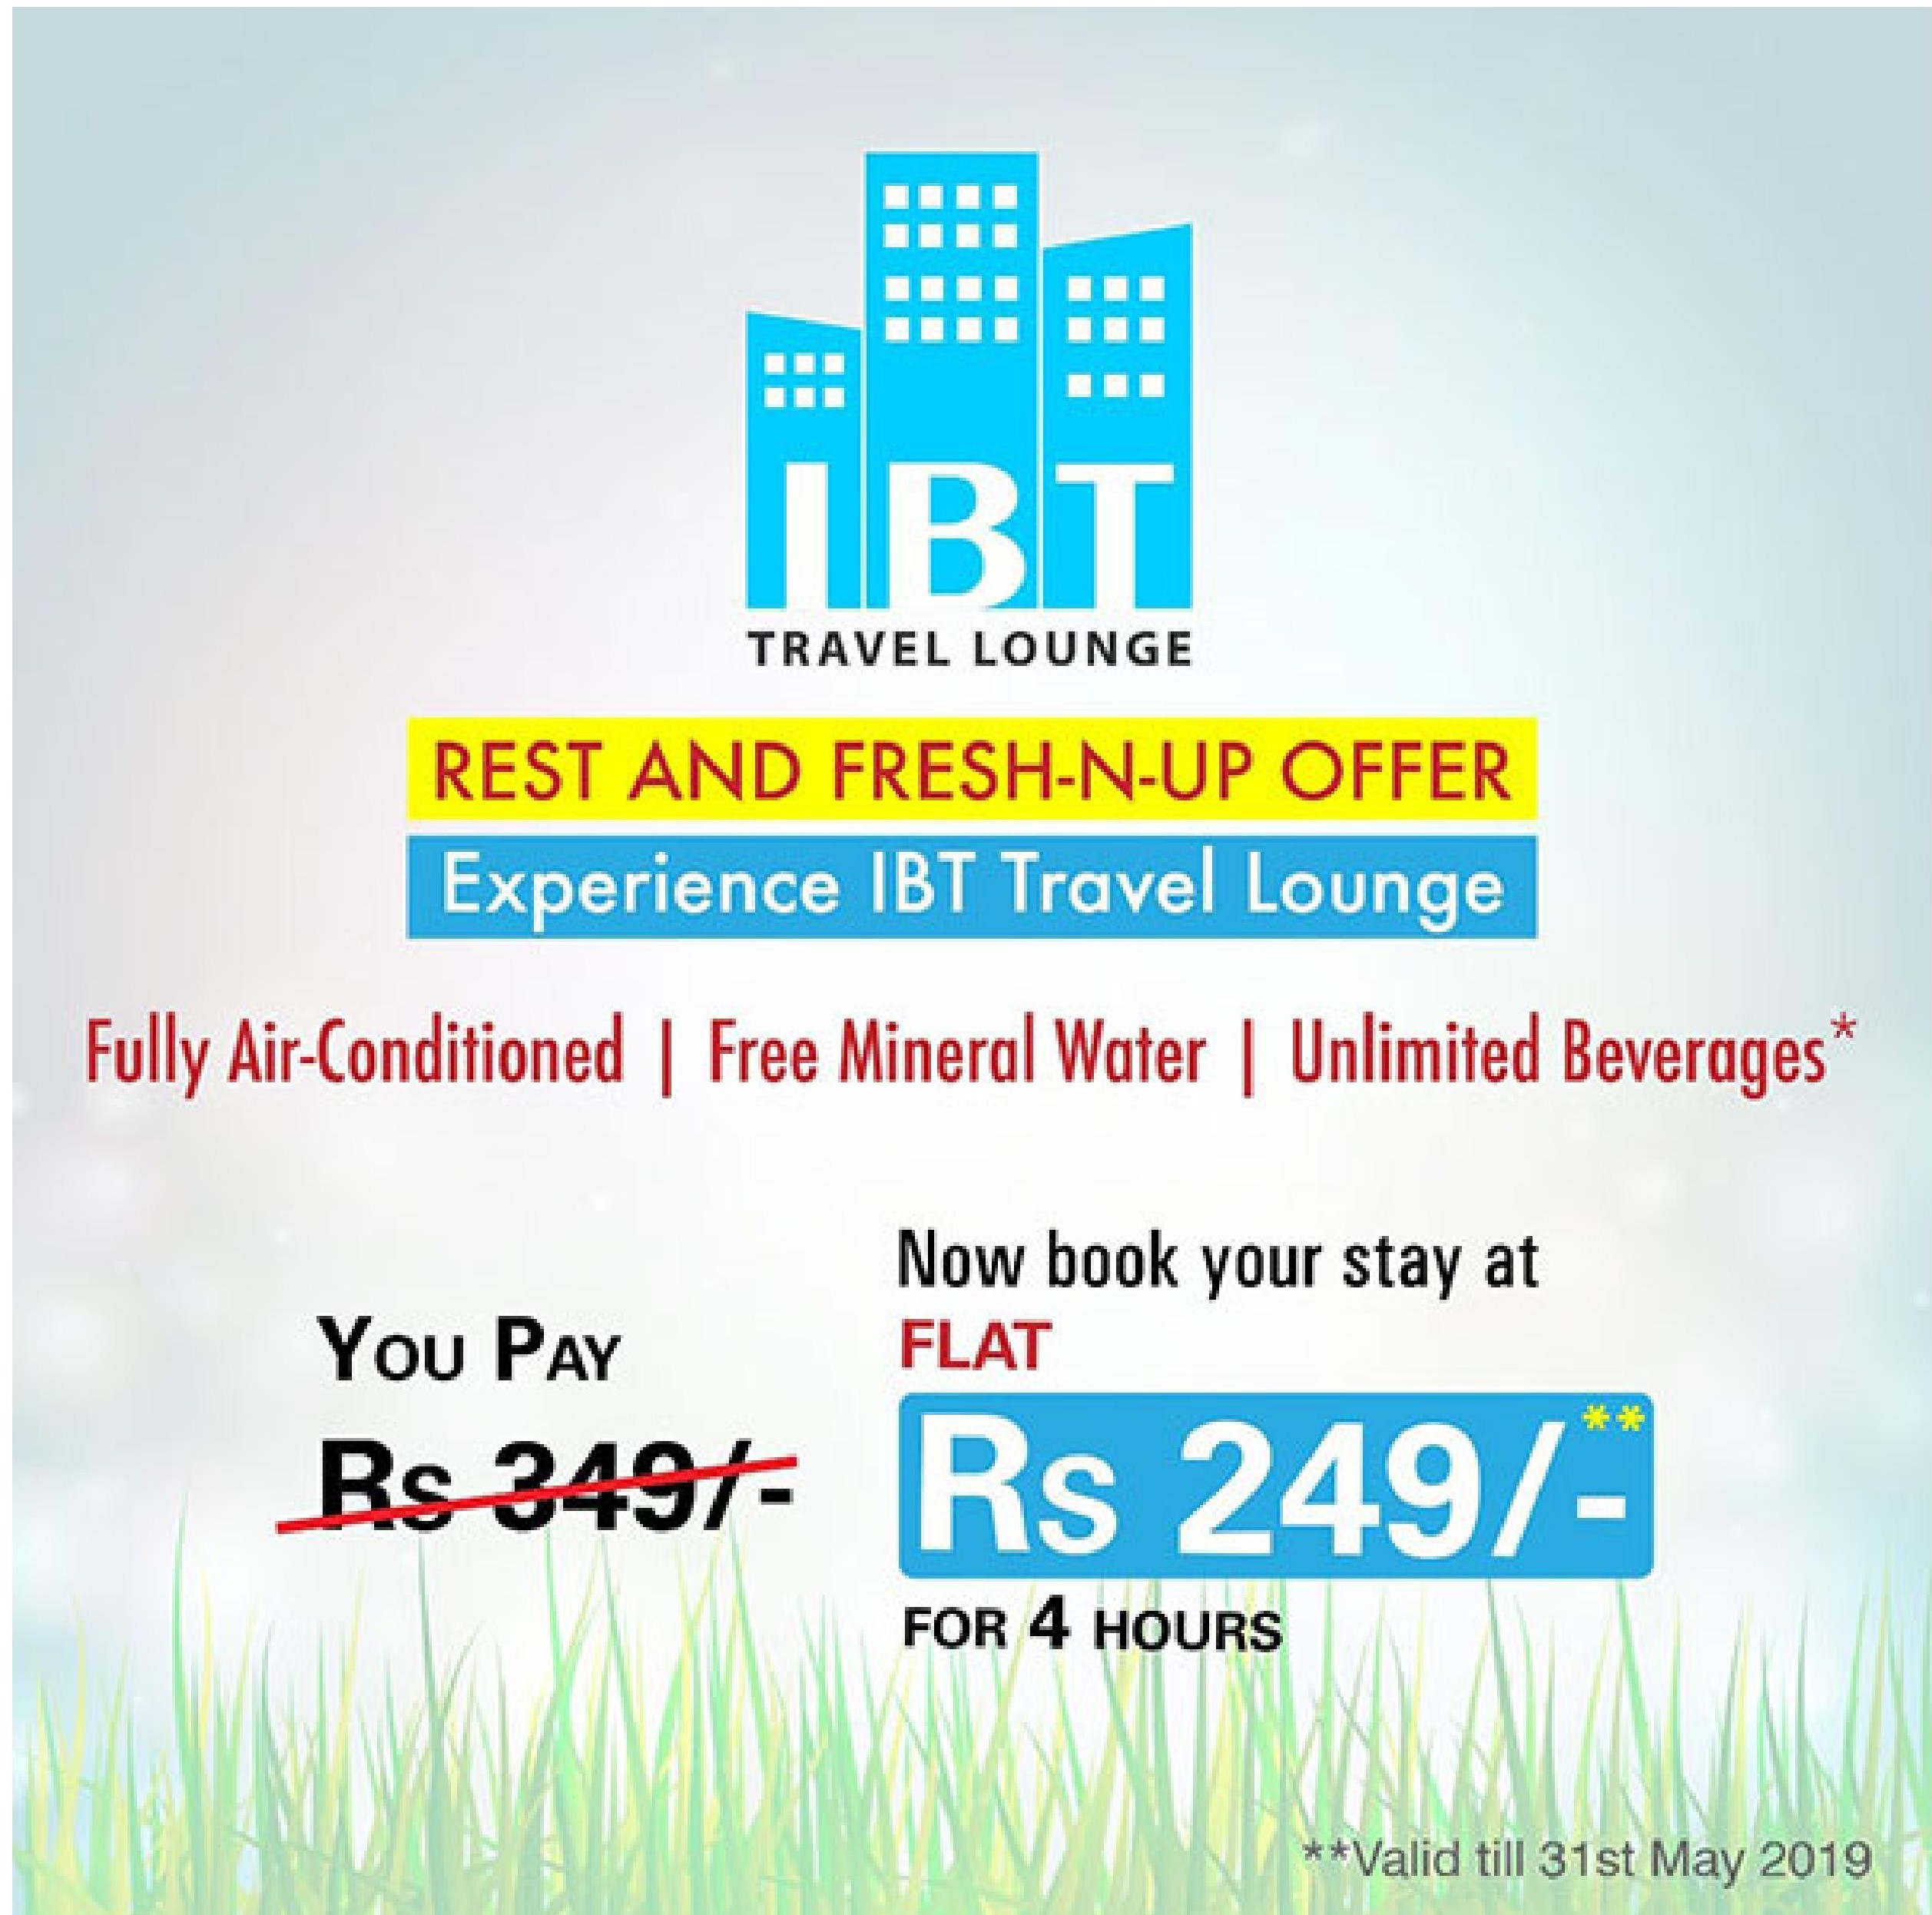 IBT
TRAVEL LOUNGE
REST AND FRESH-N-UP OFFER
Experience IBT Travel Lounge
Fully Air-Conditioned | Free Mineral Water | Unlimited Beverages*
YOU PAY
Rs 349/-
Now book your stay at
FLAT
Rs 249/-**
FOR 4 HOURS
**Valid till 31st May 2019